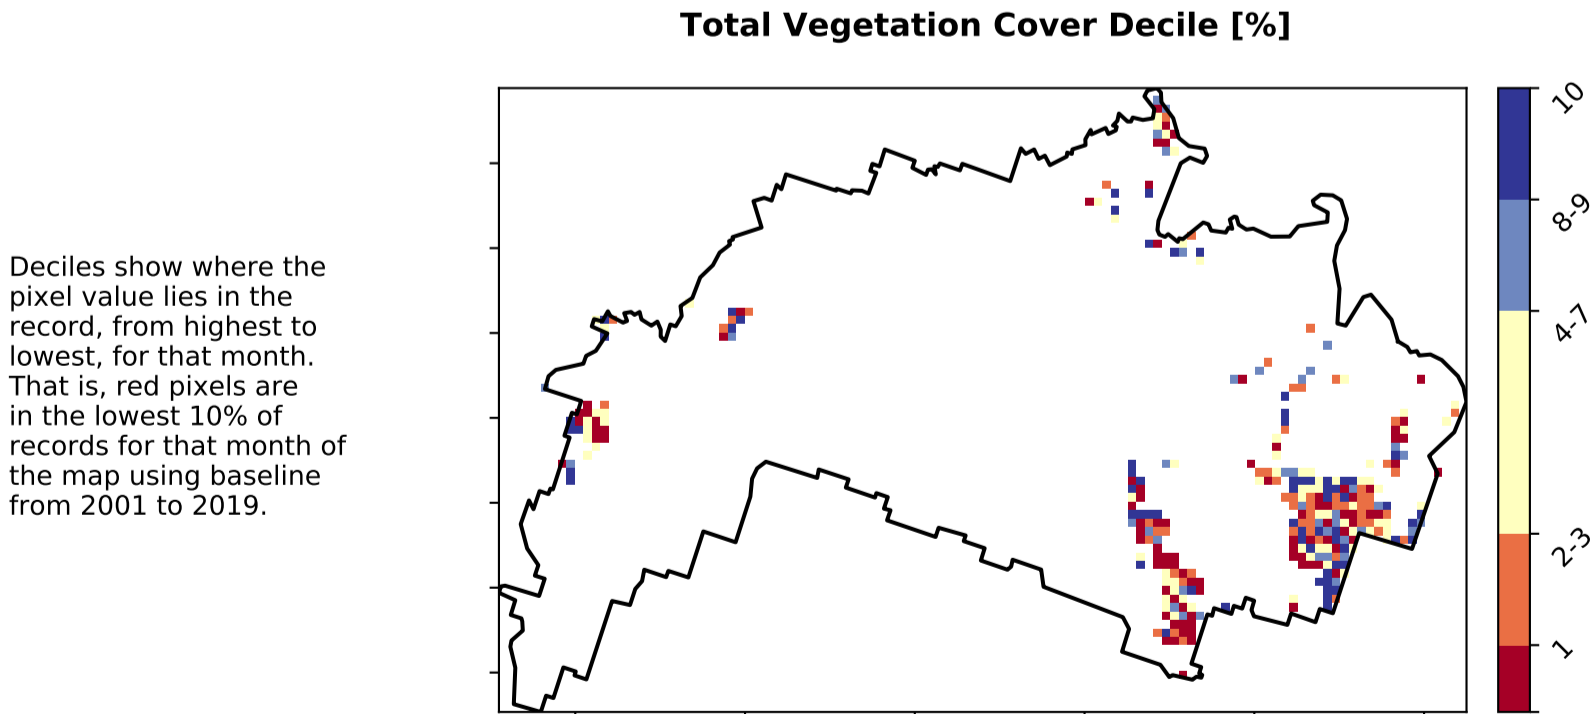 Total Vegetation Cover Decile [%]
Deciles show where the
pixel value lies in the
record, from highest to
lowest, for that month.
That is, red pixels are
in the lowest 10% of
records for that month of
the map using baseline
from 2001 to 2019.
10
8-9
4-7
2-3
1